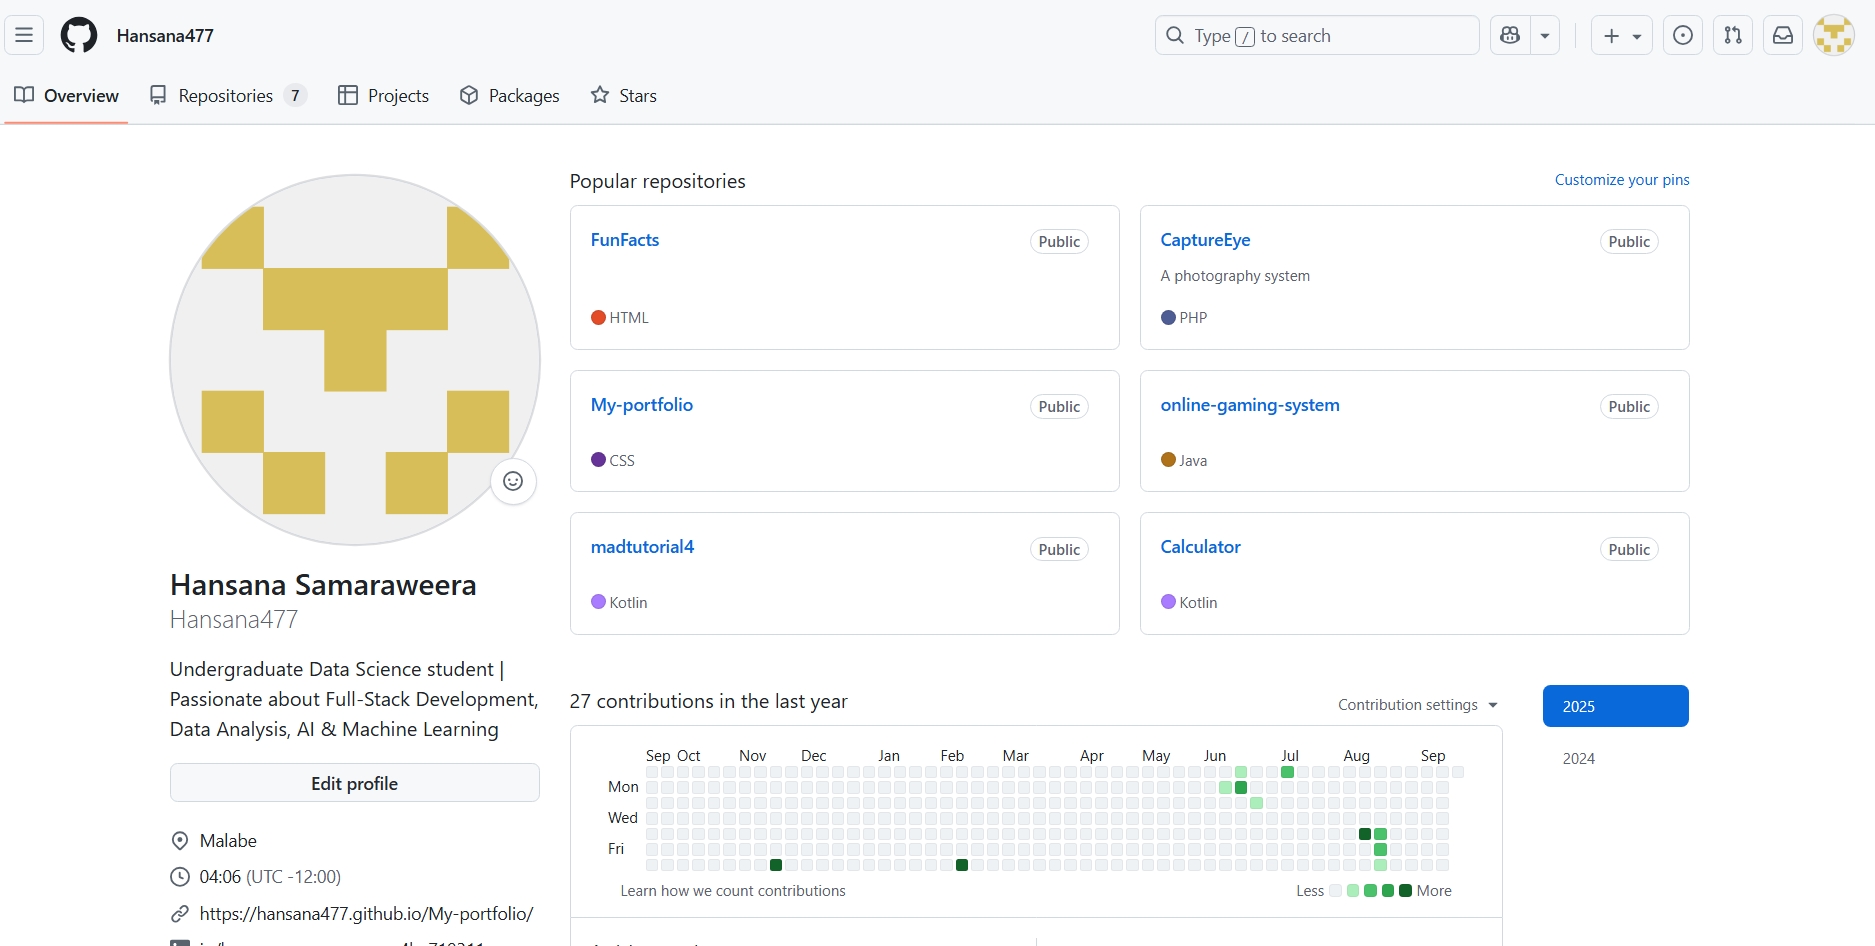 Hansana477
Type / to search
Overview
Repositories 7
Projects
Packages
Stars
Hansana Samaraweera
Hansana477
Undergraduate Data Science student |
Passionate about Full-Stack Development,
Data Analysis, AI & Machine Learning
Edit profile
Malabe
04:06 (UTC -12:00)
https://hansana477.github.io/My-portfolio/
Popular repositories
Customize your pins
FunFacts
Public
HTML
CaptureEye
Public
A photography system
PHP
My-portfolio
Public
CSS
online-gaming-system
Public
Java
madtutorial4
Public
Kotlin
Calculator
Public
Kotlin
27 contributions in the last year
Contribution settings
2025
2024
Sep Oct Nov Dec Jan Feb Mar Apr May Jun Jul Aug Sep
Mon
Wed
Fri
Learn how we count contributions
Less
More